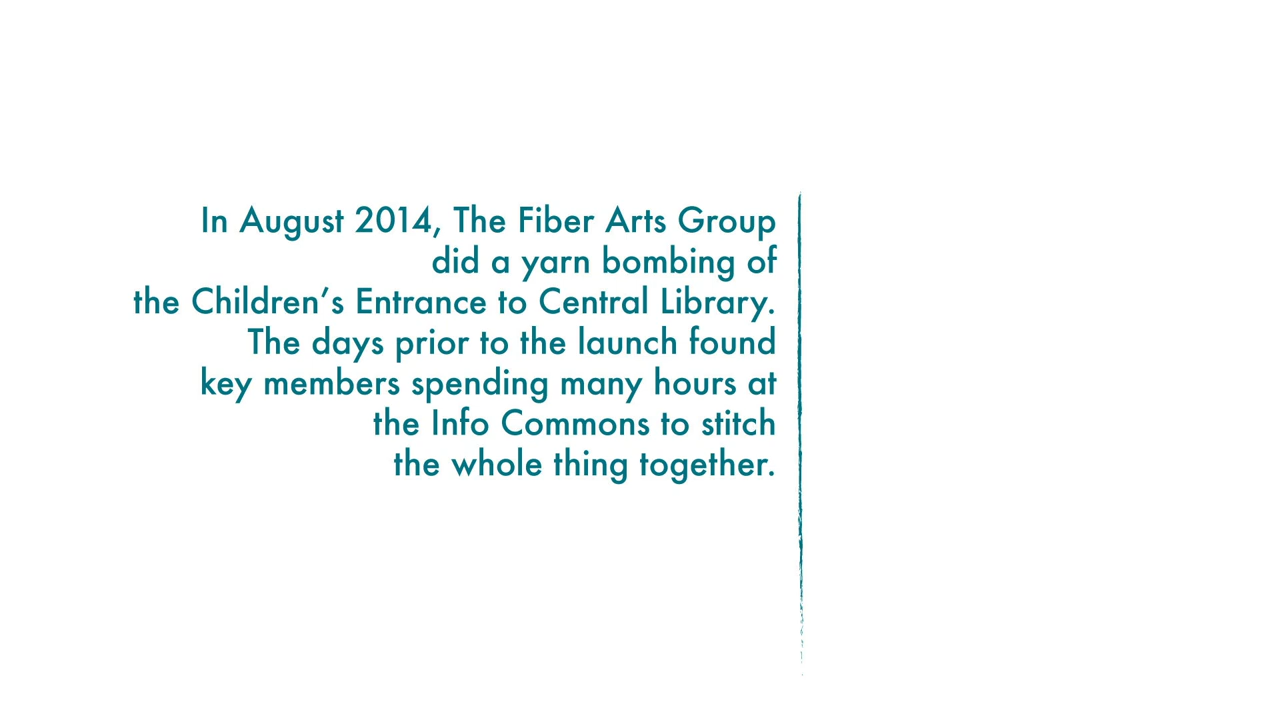 In August 2014, The Fiber Arts Group
did a yarn bombing of
the Children’s Entrance to Central Library.
The days prior to the launch found
key members spending many hours at
the Info Commons to stitch
the whole thing together.